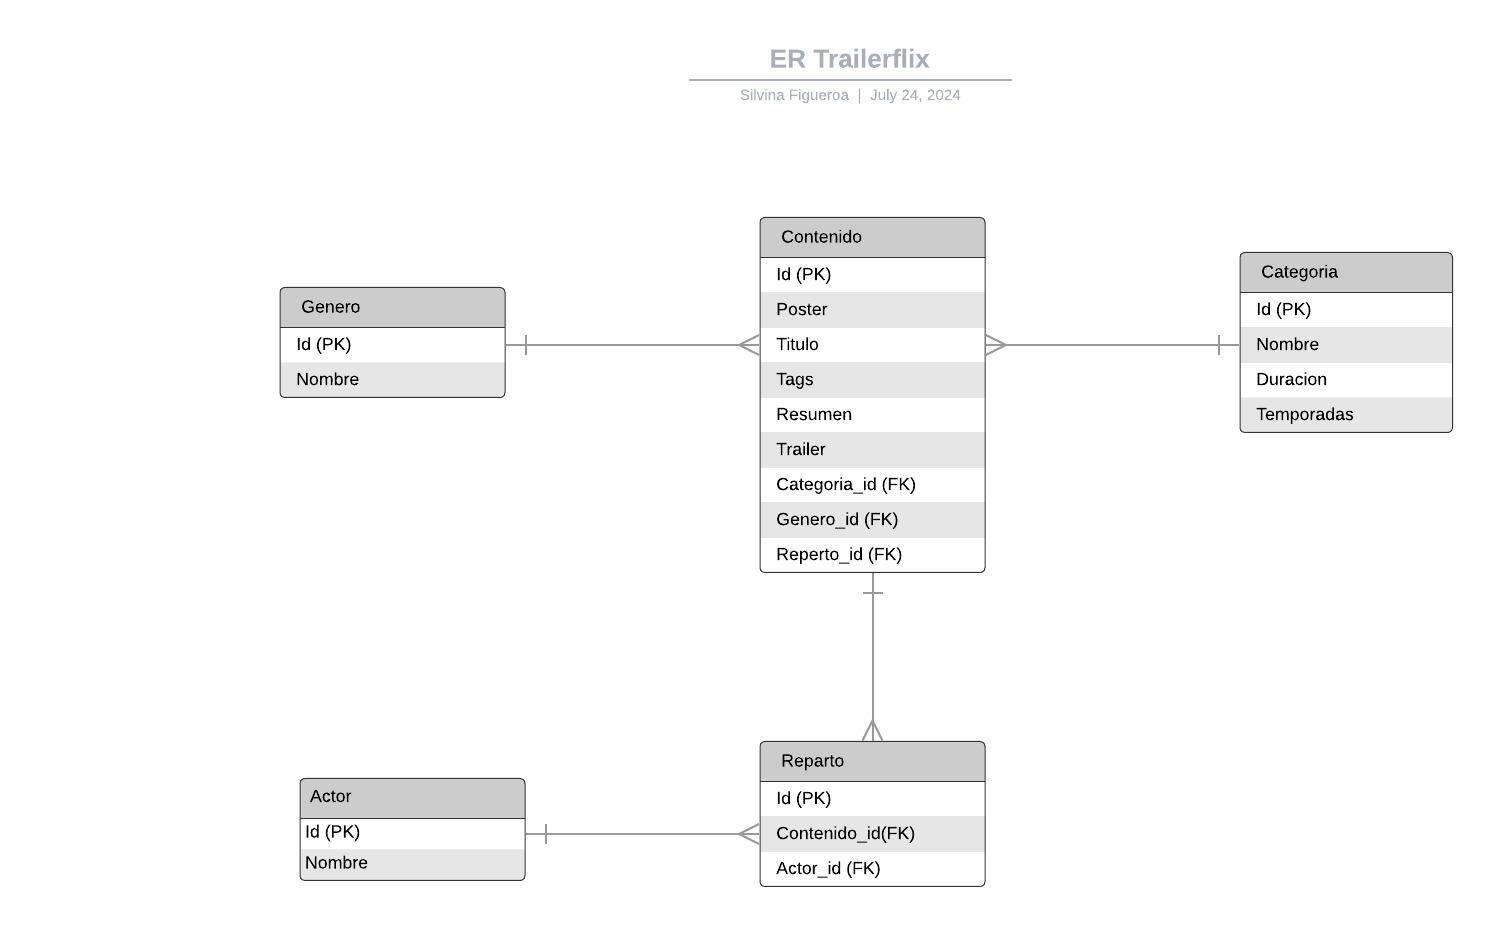 ER Trailerflix
Silvina Figueroa | July 24, 2024
Contenido
Id (PK)
Poster
Titulo
Tags
Resumen
Trailer
Categoria_id (FK)
Genero_id (FK)
Reperto_id (FK)
Categoria
Id (PK)
Nombre
Duracion
Temporadas
Genero
Id (PK)
Nombre
Reparto
Id (PK)
Contenido_id(FK)
Actor_id (FK)
Actor
Id (PK)
Nombre